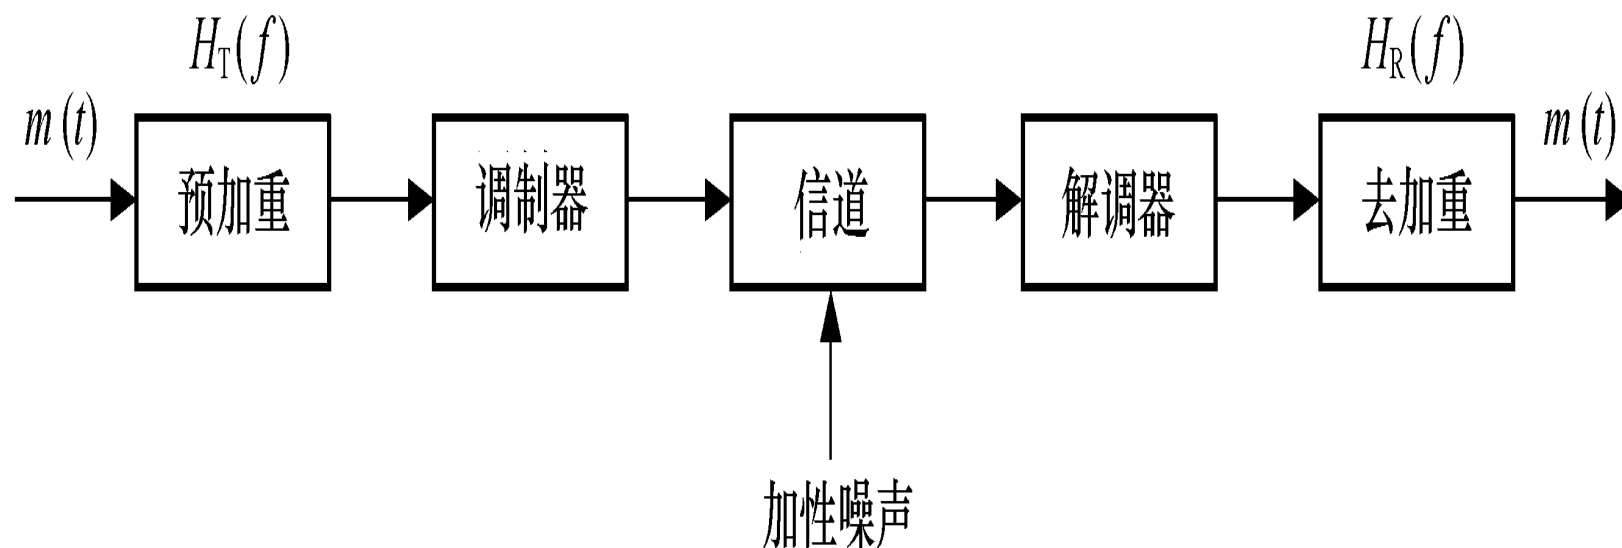 H_T(f)
H_R(f)
m(t)
预加重
调制器
信道
解调器
去加重
m(t)
加性噪声